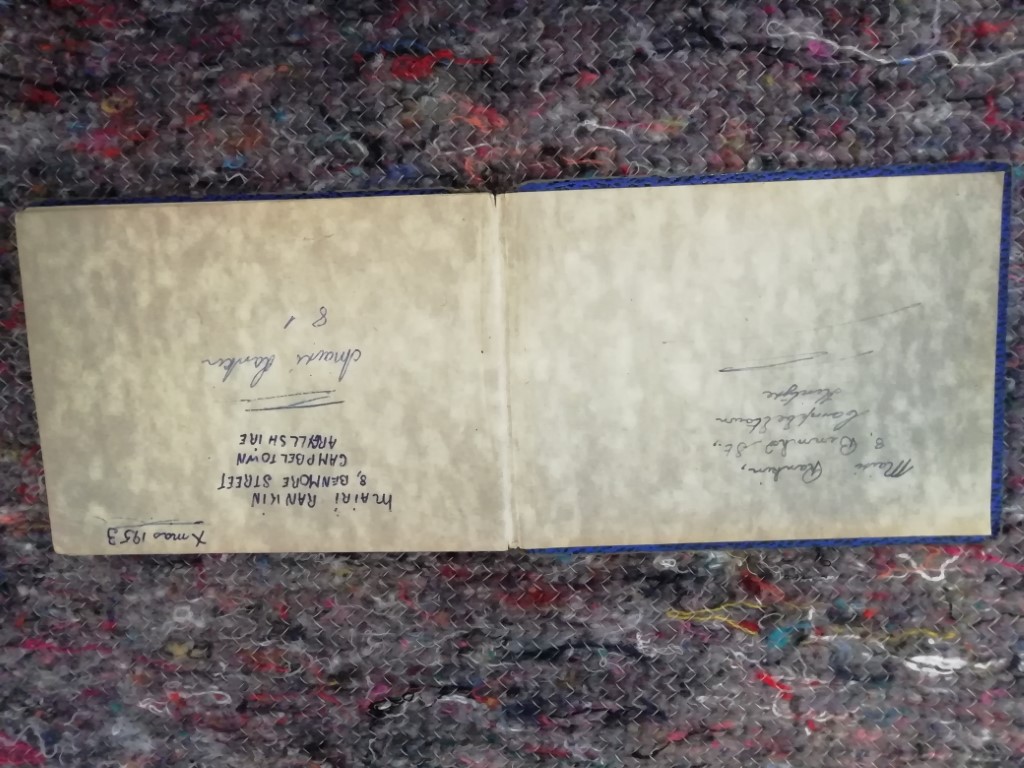 Mairi Rankin,
8, St.,
Campbeltown
Kintyre
Xmas 1953
MAIRI RANKIN
8, BENMORE STREET
CAMPBELTOWN
ARGYLLSHIRE
Mairi Rankin
8 1